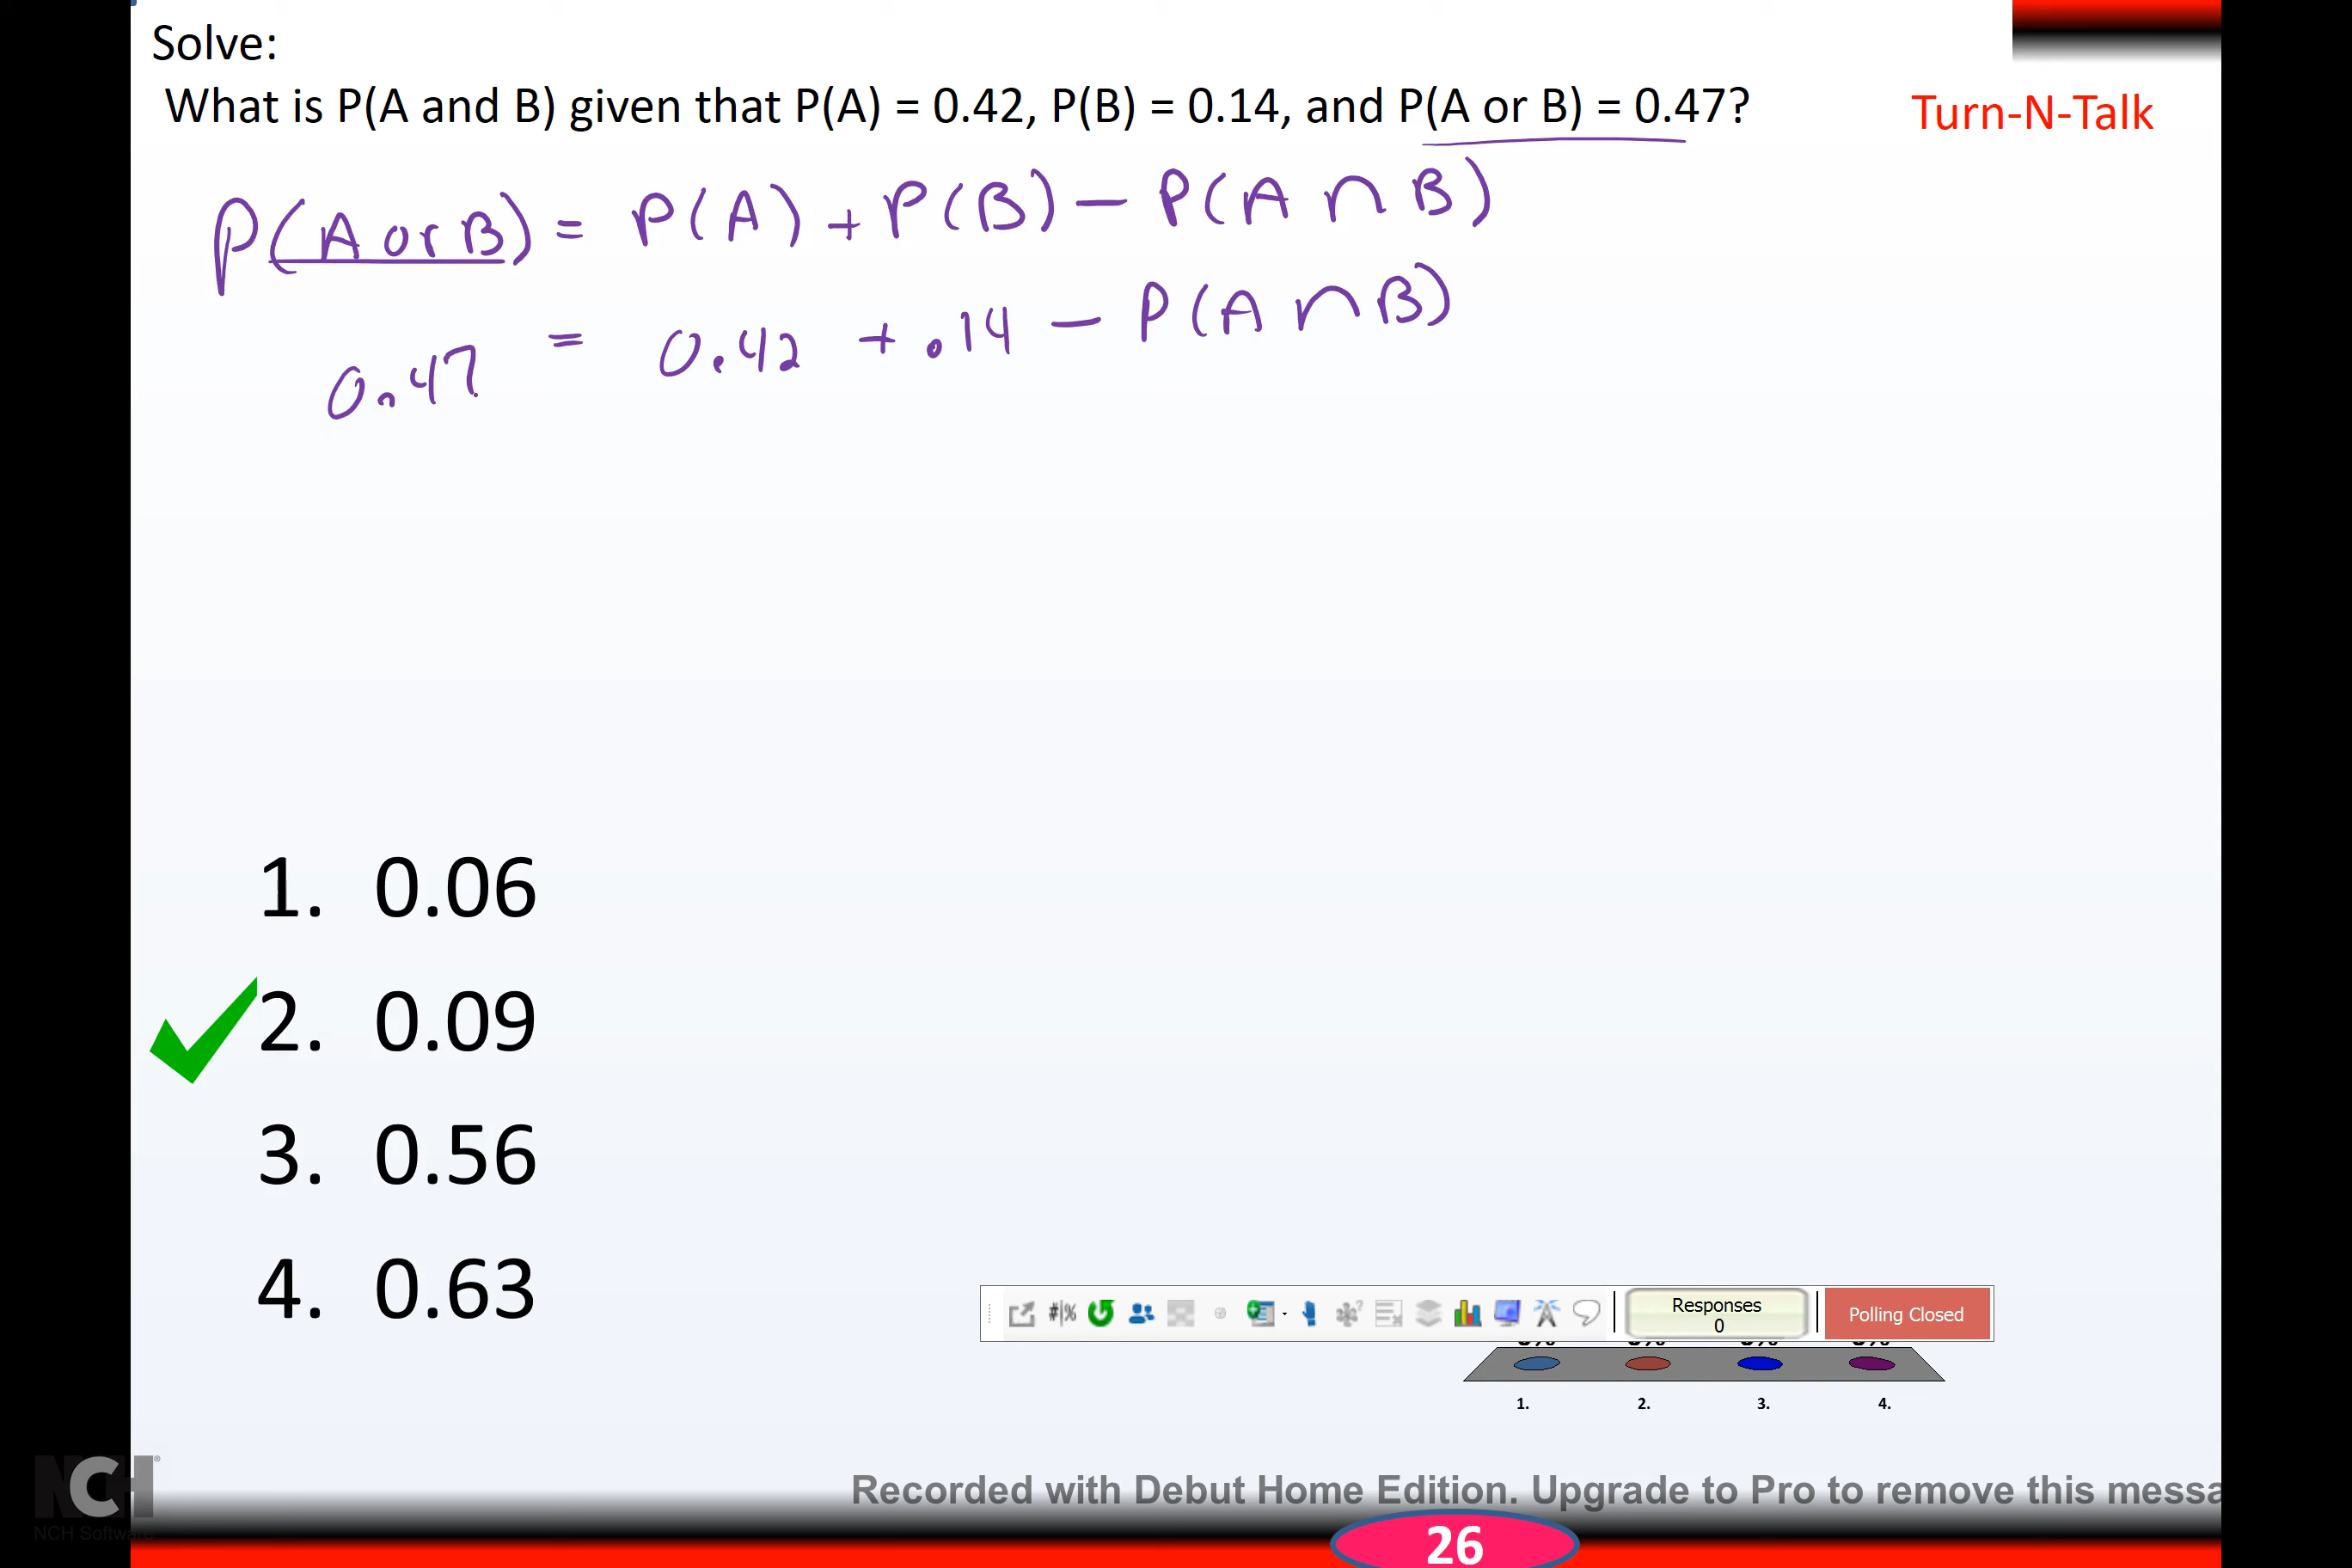 Solve:
What is P(A and B) given that P(A) = 0.42, P(B) = 0.14, and P(A or B) = 0.47?
Turn-N-Talk
P(A or B) = P(A) + P(B) - P(A ∩ B)
0.47 = 0.42 + .14 - P(A ∩ B)
1. 0.06
2. 0.09
3. 0.56
4. 0.63
#|%
Responses
0
Polling Closed
1. 2. 3. 4.
NCH®
NCH Software
Recorded with Debut Home Edition. Upgrade to Pro to remove this messa
26